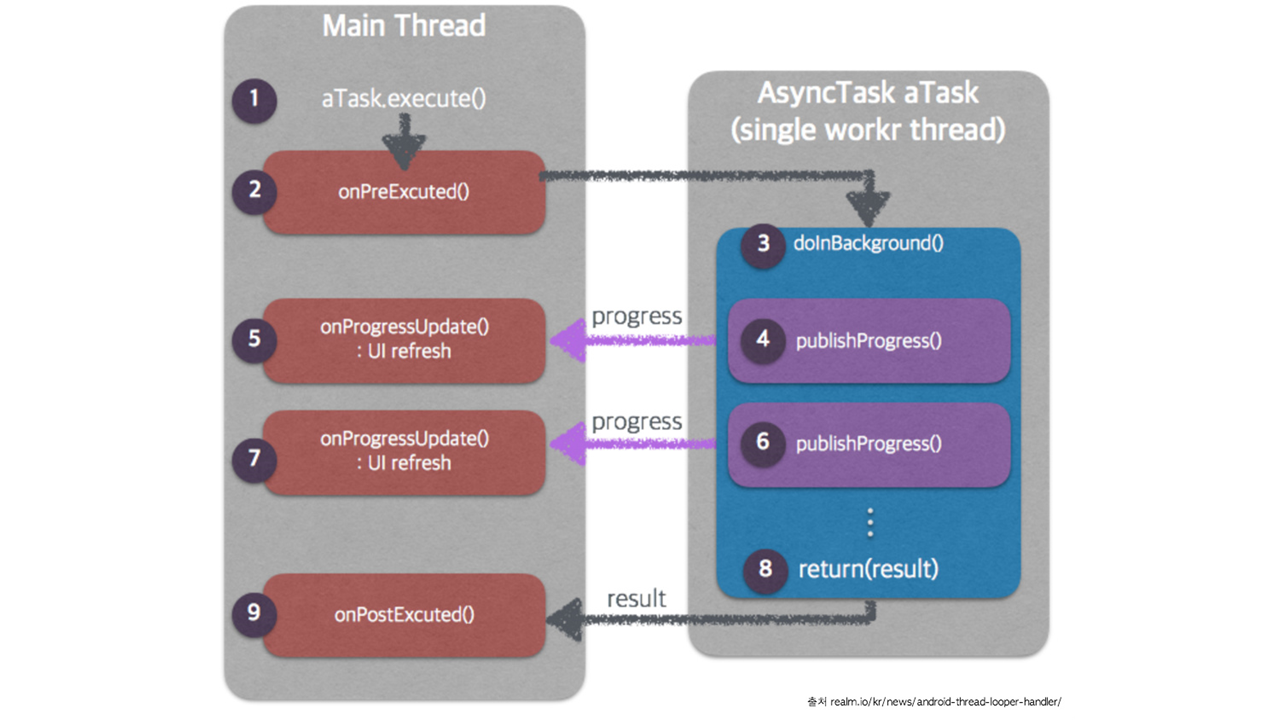 Main Thread
1
aTask.execute()
2
onPreExcuted()
AsyncTask aTask
(single workr thread)
3
doInBackground()
progress
4
publishProgress()
5
onProgressUpdate()
: UI refresh
progress
6
publishProgress()
7
onProgressUpdate()
: UI refresh
8
return(result)
result
9
onPostExcuted()
출처 realm.io/kr/news/android-thread-looper-handler/